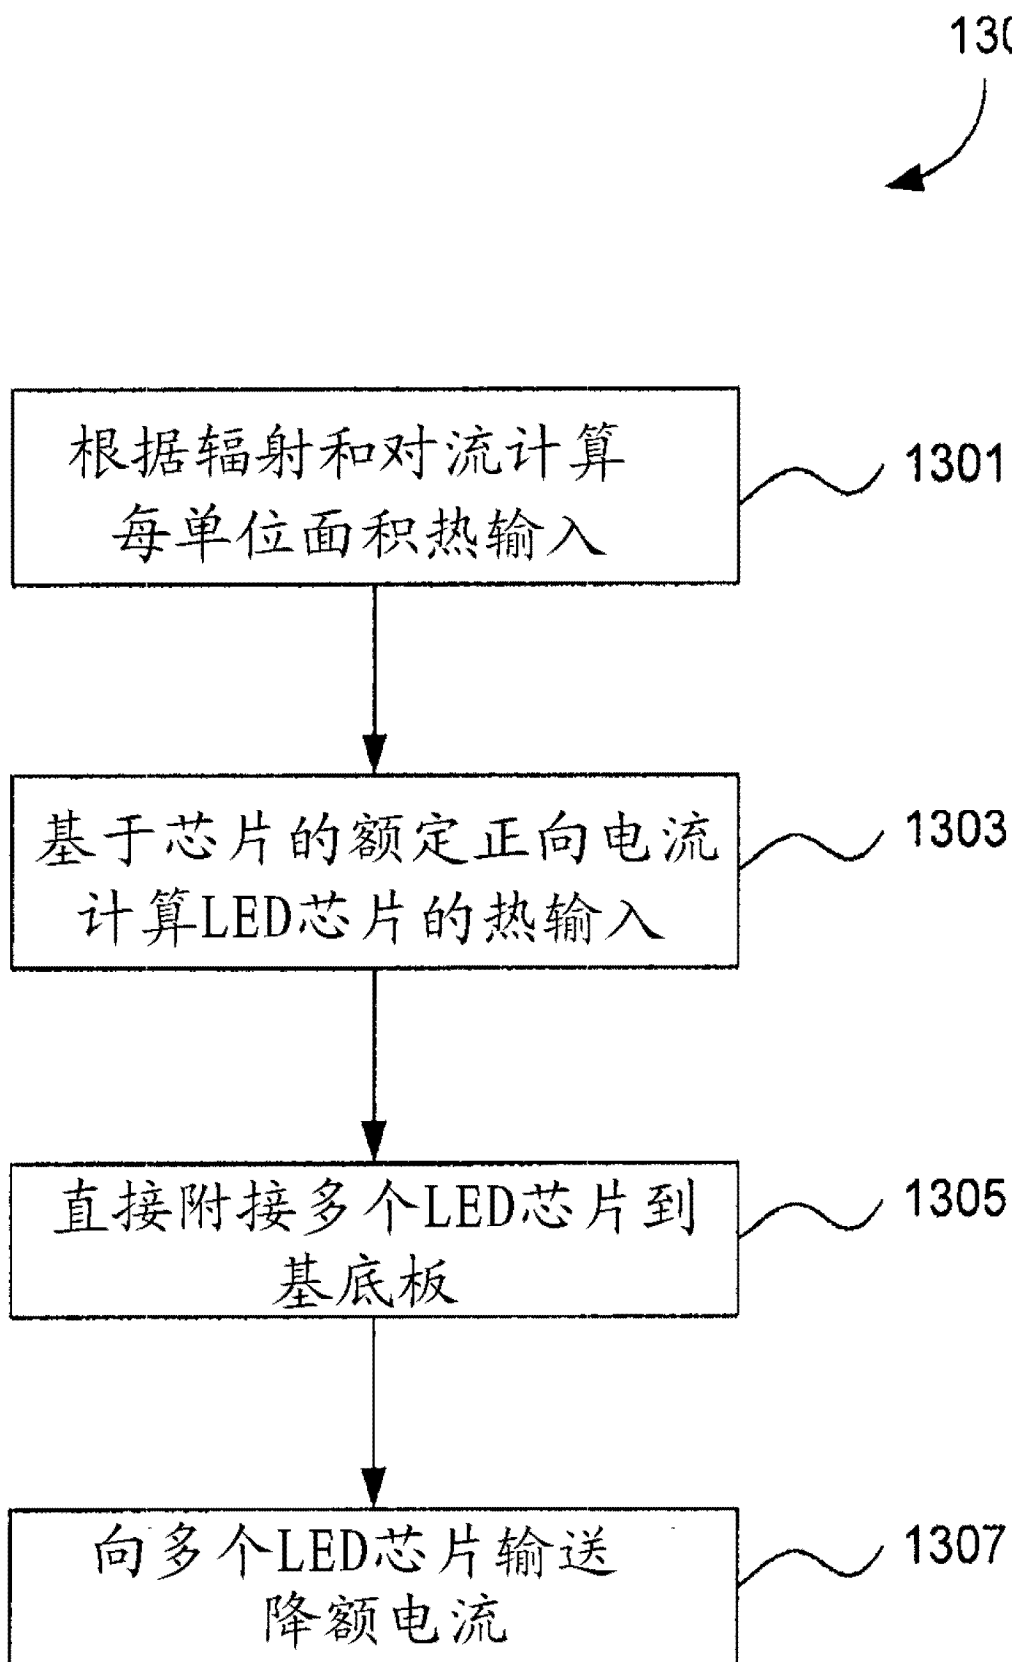 根据辐射和对流计算
每单位面积热输入
1301
基于芯片的额定正向电流
计算LED芯片的热输入
1303
直接附接多个LED芯片到
基底板
1305
向多个LED芯片输送
降额电流
1307